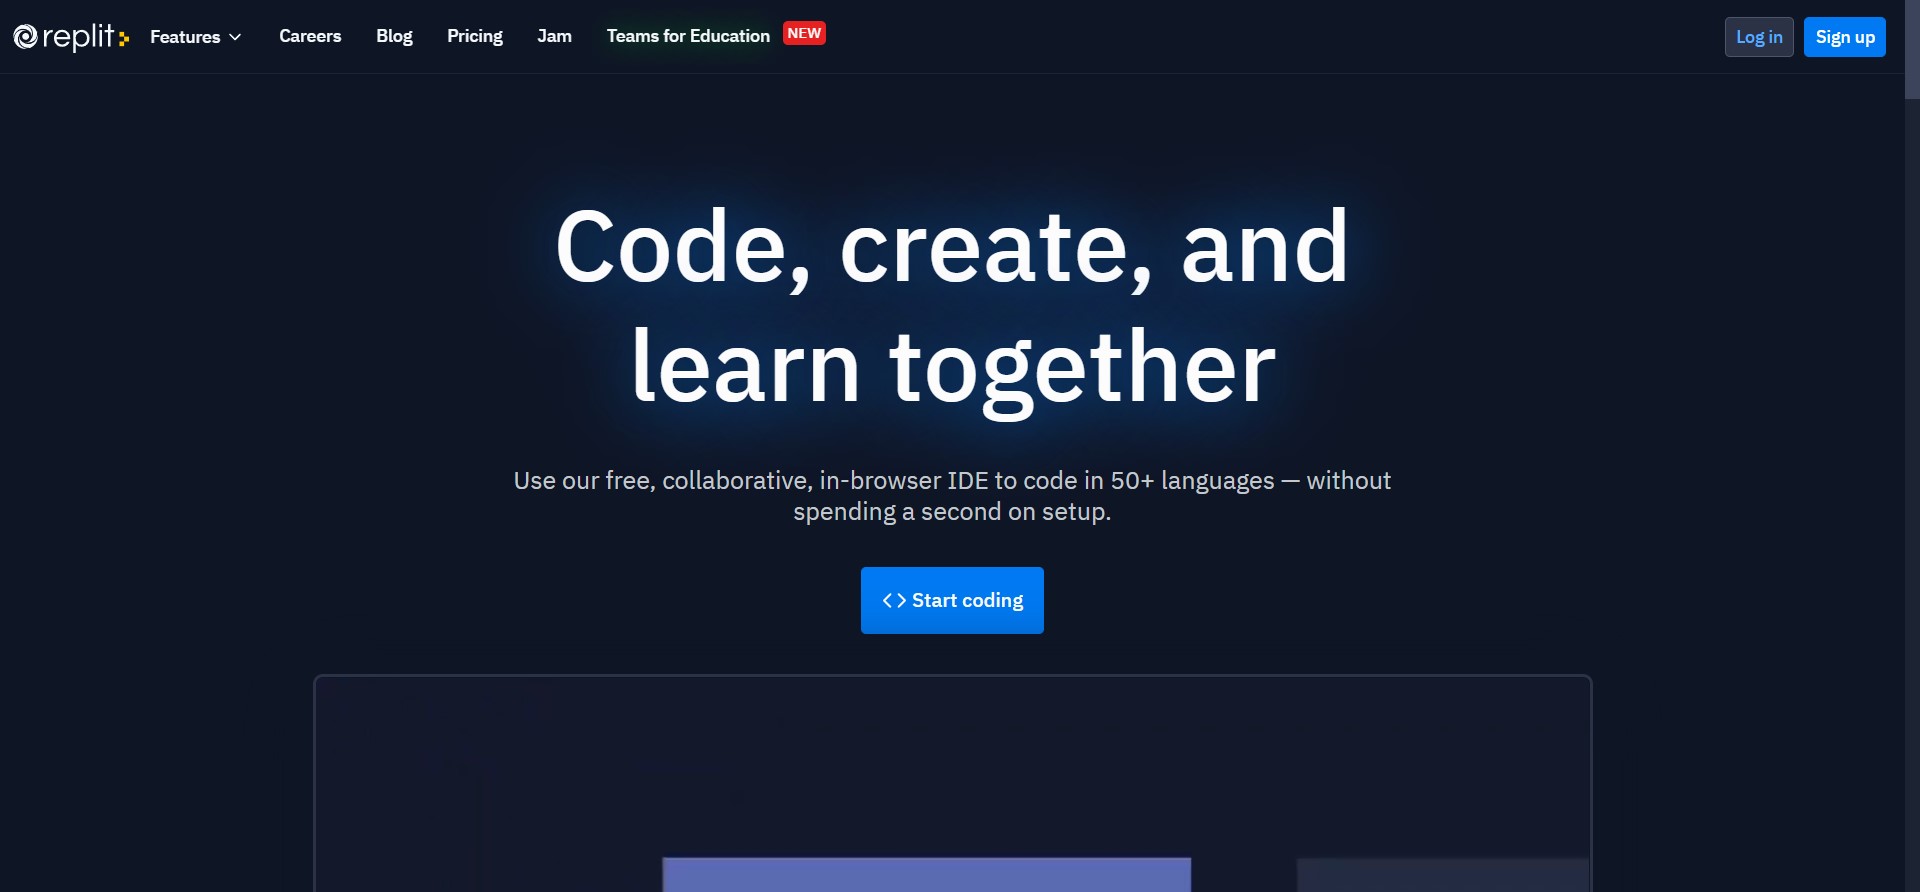 replit
Features
Careers
Blog
Pricing
Jam
Teams for Education
NEW
Log in
Sign up
Code, create, and
learn together
Use our free, collaborative, in-browser IDE to code in 50+ languages — without
spending a second on setup.
<> Start coding